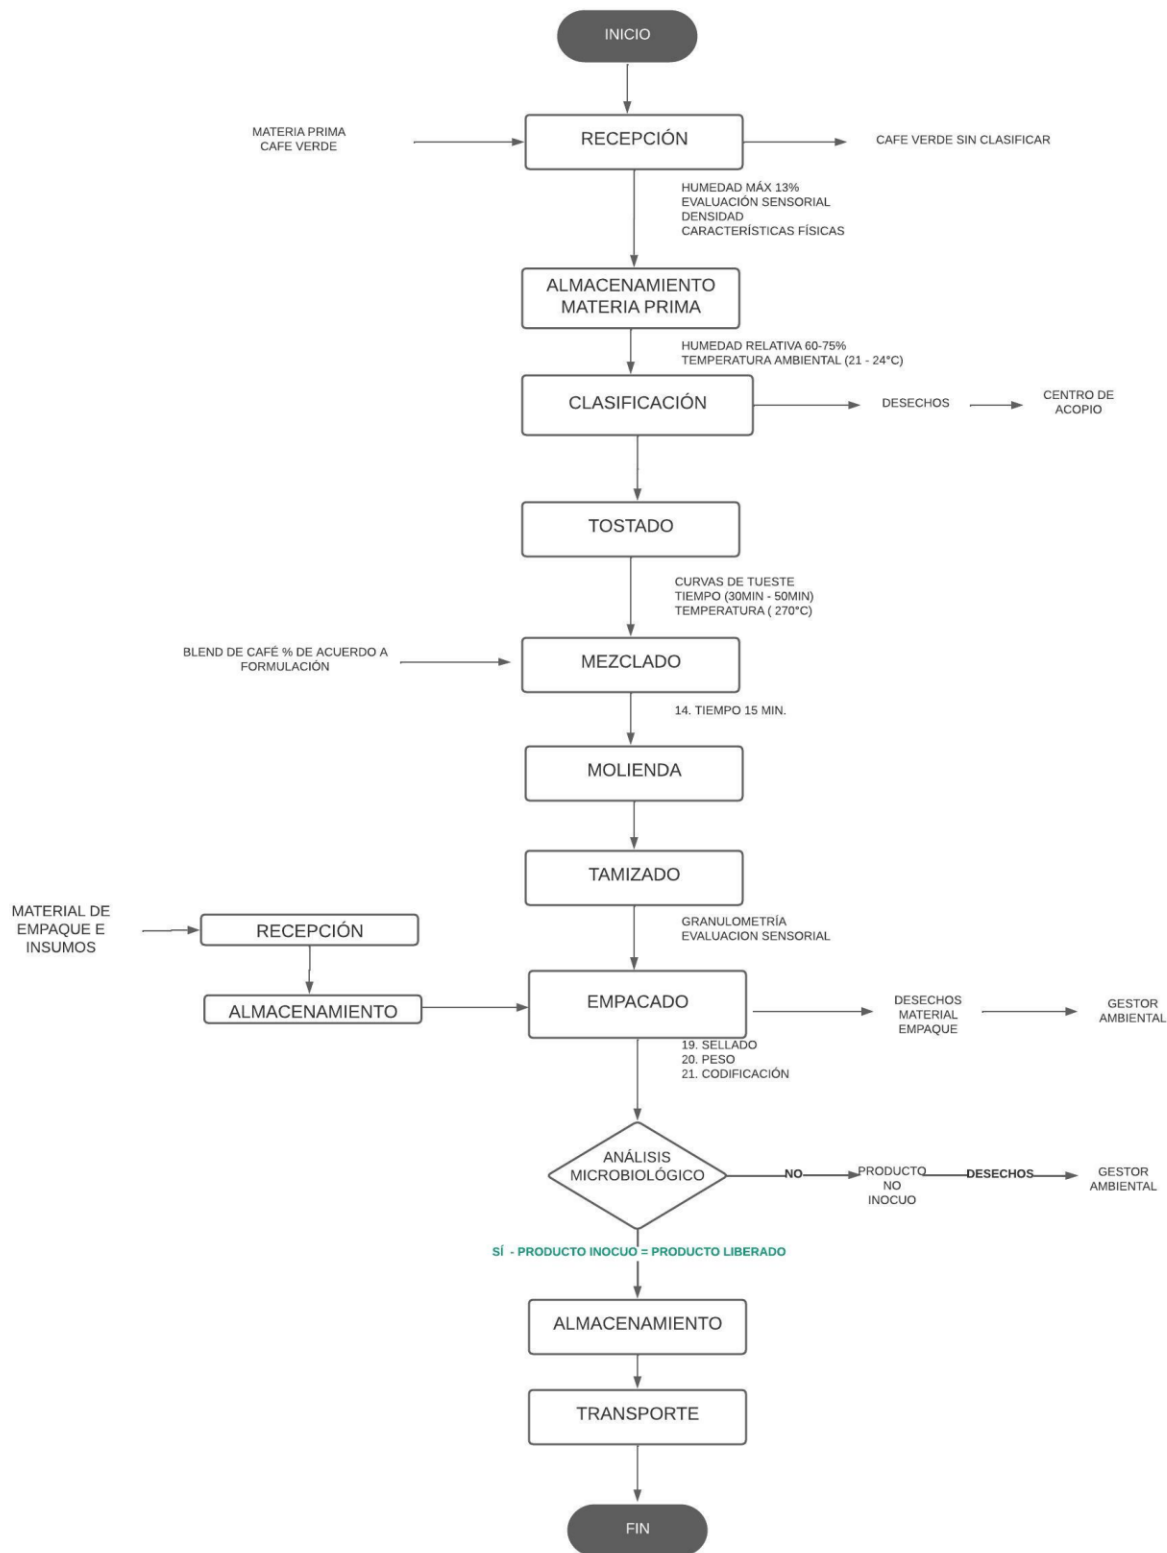 INICIO
MATERIA PRIMA
CAFE VERDE
RECEPCIÓN
CAFE VERDE SIN CLASIFICAR
HUMEDAD MÁX 13%
EVALUACIÓN SENSORIAL
DENSIDAD
CARACTERÍSTICAS FÍSICAS
ALMACENAMIENTO
MATERIA PRIMA
HUMEDAD RELATIVA 60-75%
TEMPERATURA AMBIENTAL (21 - 24°C)
CLASIFICACIÓN
DESECHOS
CENTRO DE
ACOPIO
TOSTADO
CURVAS DE TUESTE
TIEMPO (30MIN - 50MIN)
TEMPERATURA ( 270°C)
BLEND DE CAFÉ % DE ACUERDO A
FORMULACIÓN
MEZCLADO
14. TIEMPO 15 MIN.
MOLIENDA
TAMIZADO
GRANULOMETRÍA
EVALUACION SENSORIAL
MATERIAL DE
EMPAQUE E
INSUMOS
RECEPCIÓN
ALMACENAMIENTO
EMPACADO
DESECHOS
MATERIAL
EMPAQUE
GESTOR
AMBIENTAL
19. SELLADO
20. PESO
21. CODIFICACIÓN
ANÁLISIS
MICROBIOLÓGICO
NO
PRODUCTO
NO
INOCUO
DESECHOS
GESTOR
AMBIENTAL
SÍ - PRODUCTO INOCUO = PRODUCTO LIBERADO
ALMACENAMIENTO
TRANSPORTE
FIN